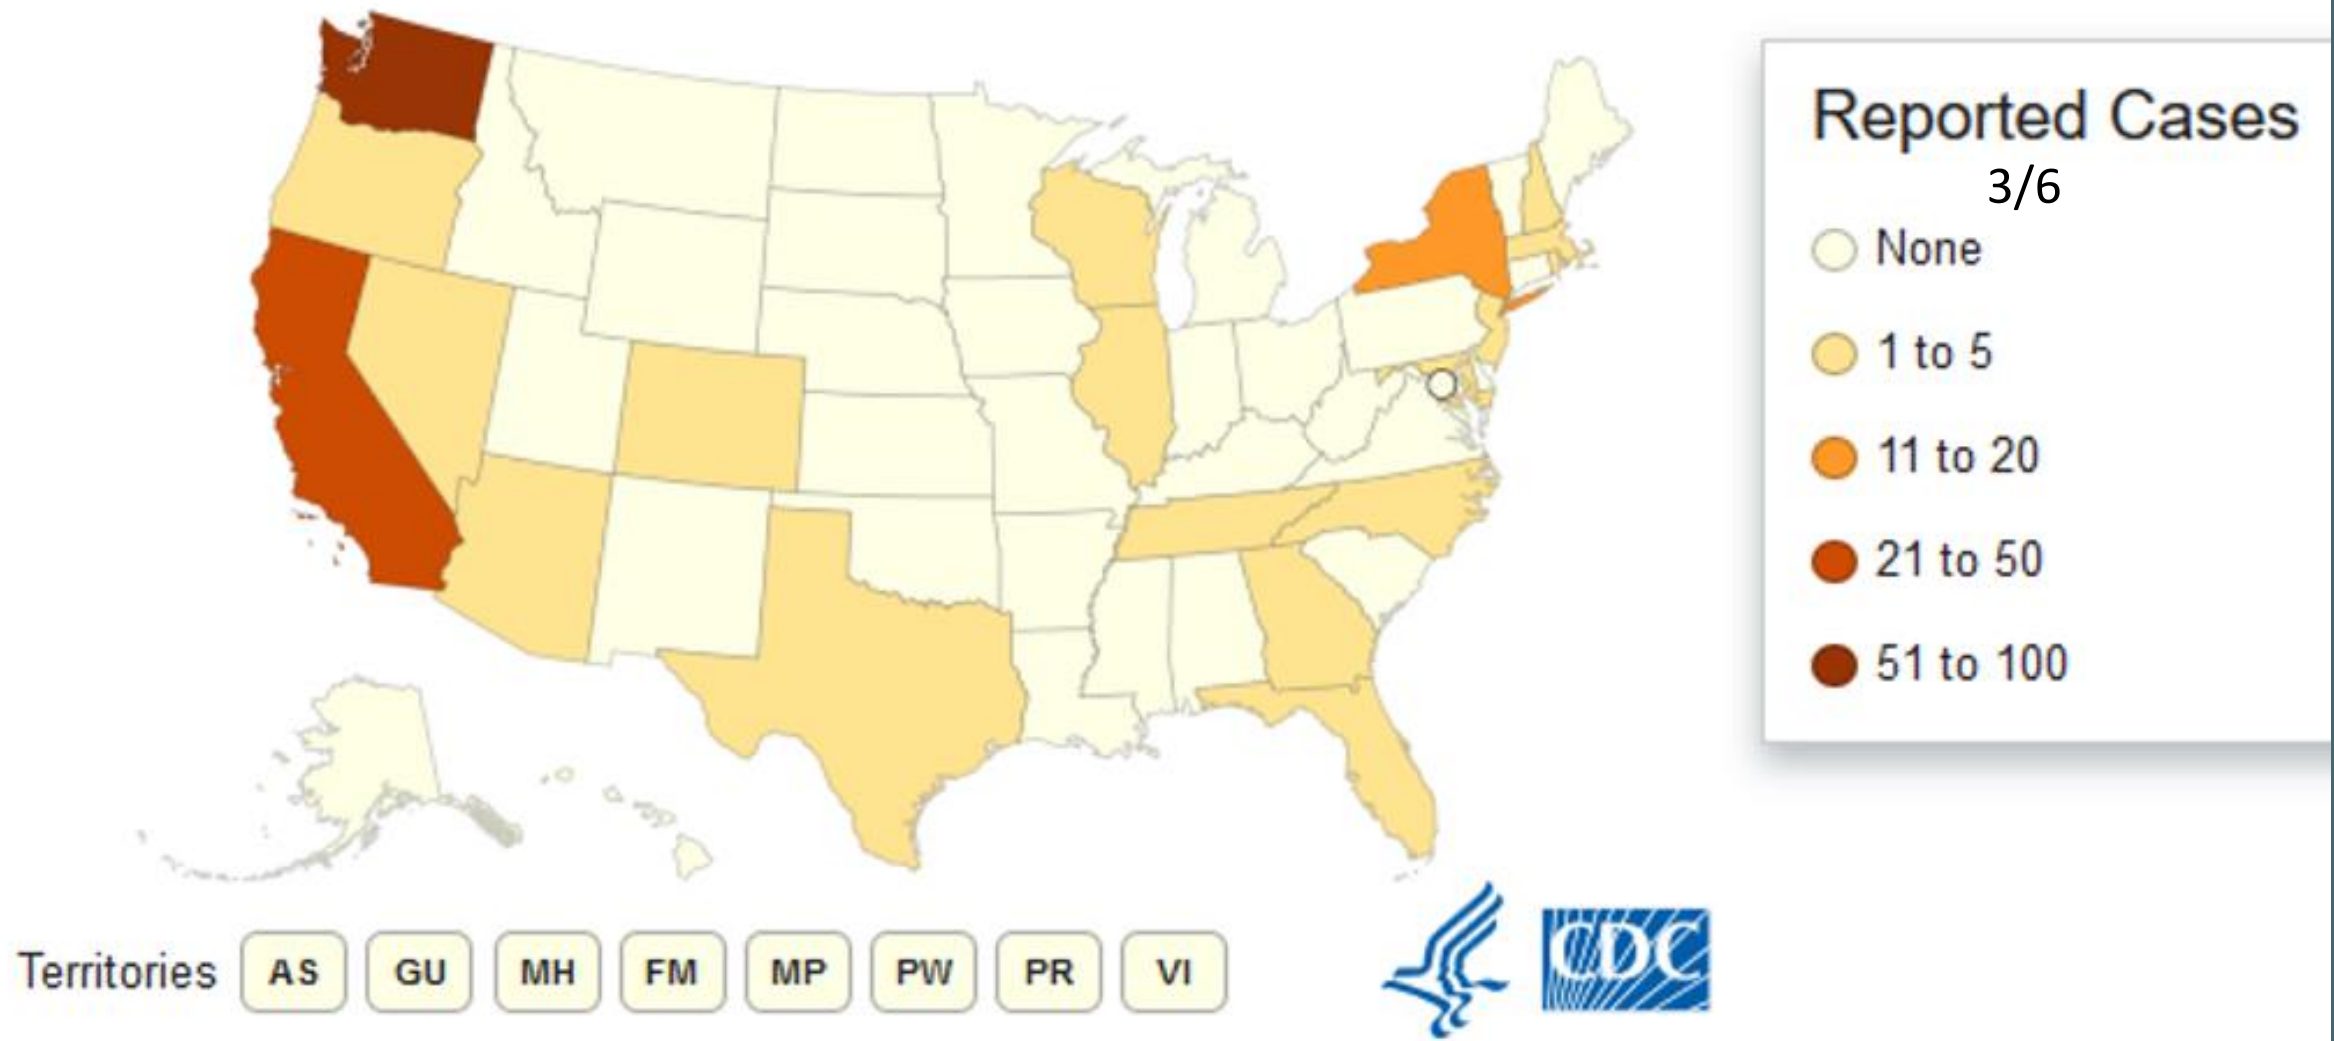 Reported Cases
3/6
None
1 to 5
11 to 20
21 to 50
51 to 100
Territories AS GU MH FM MP PW PR VI
CDC